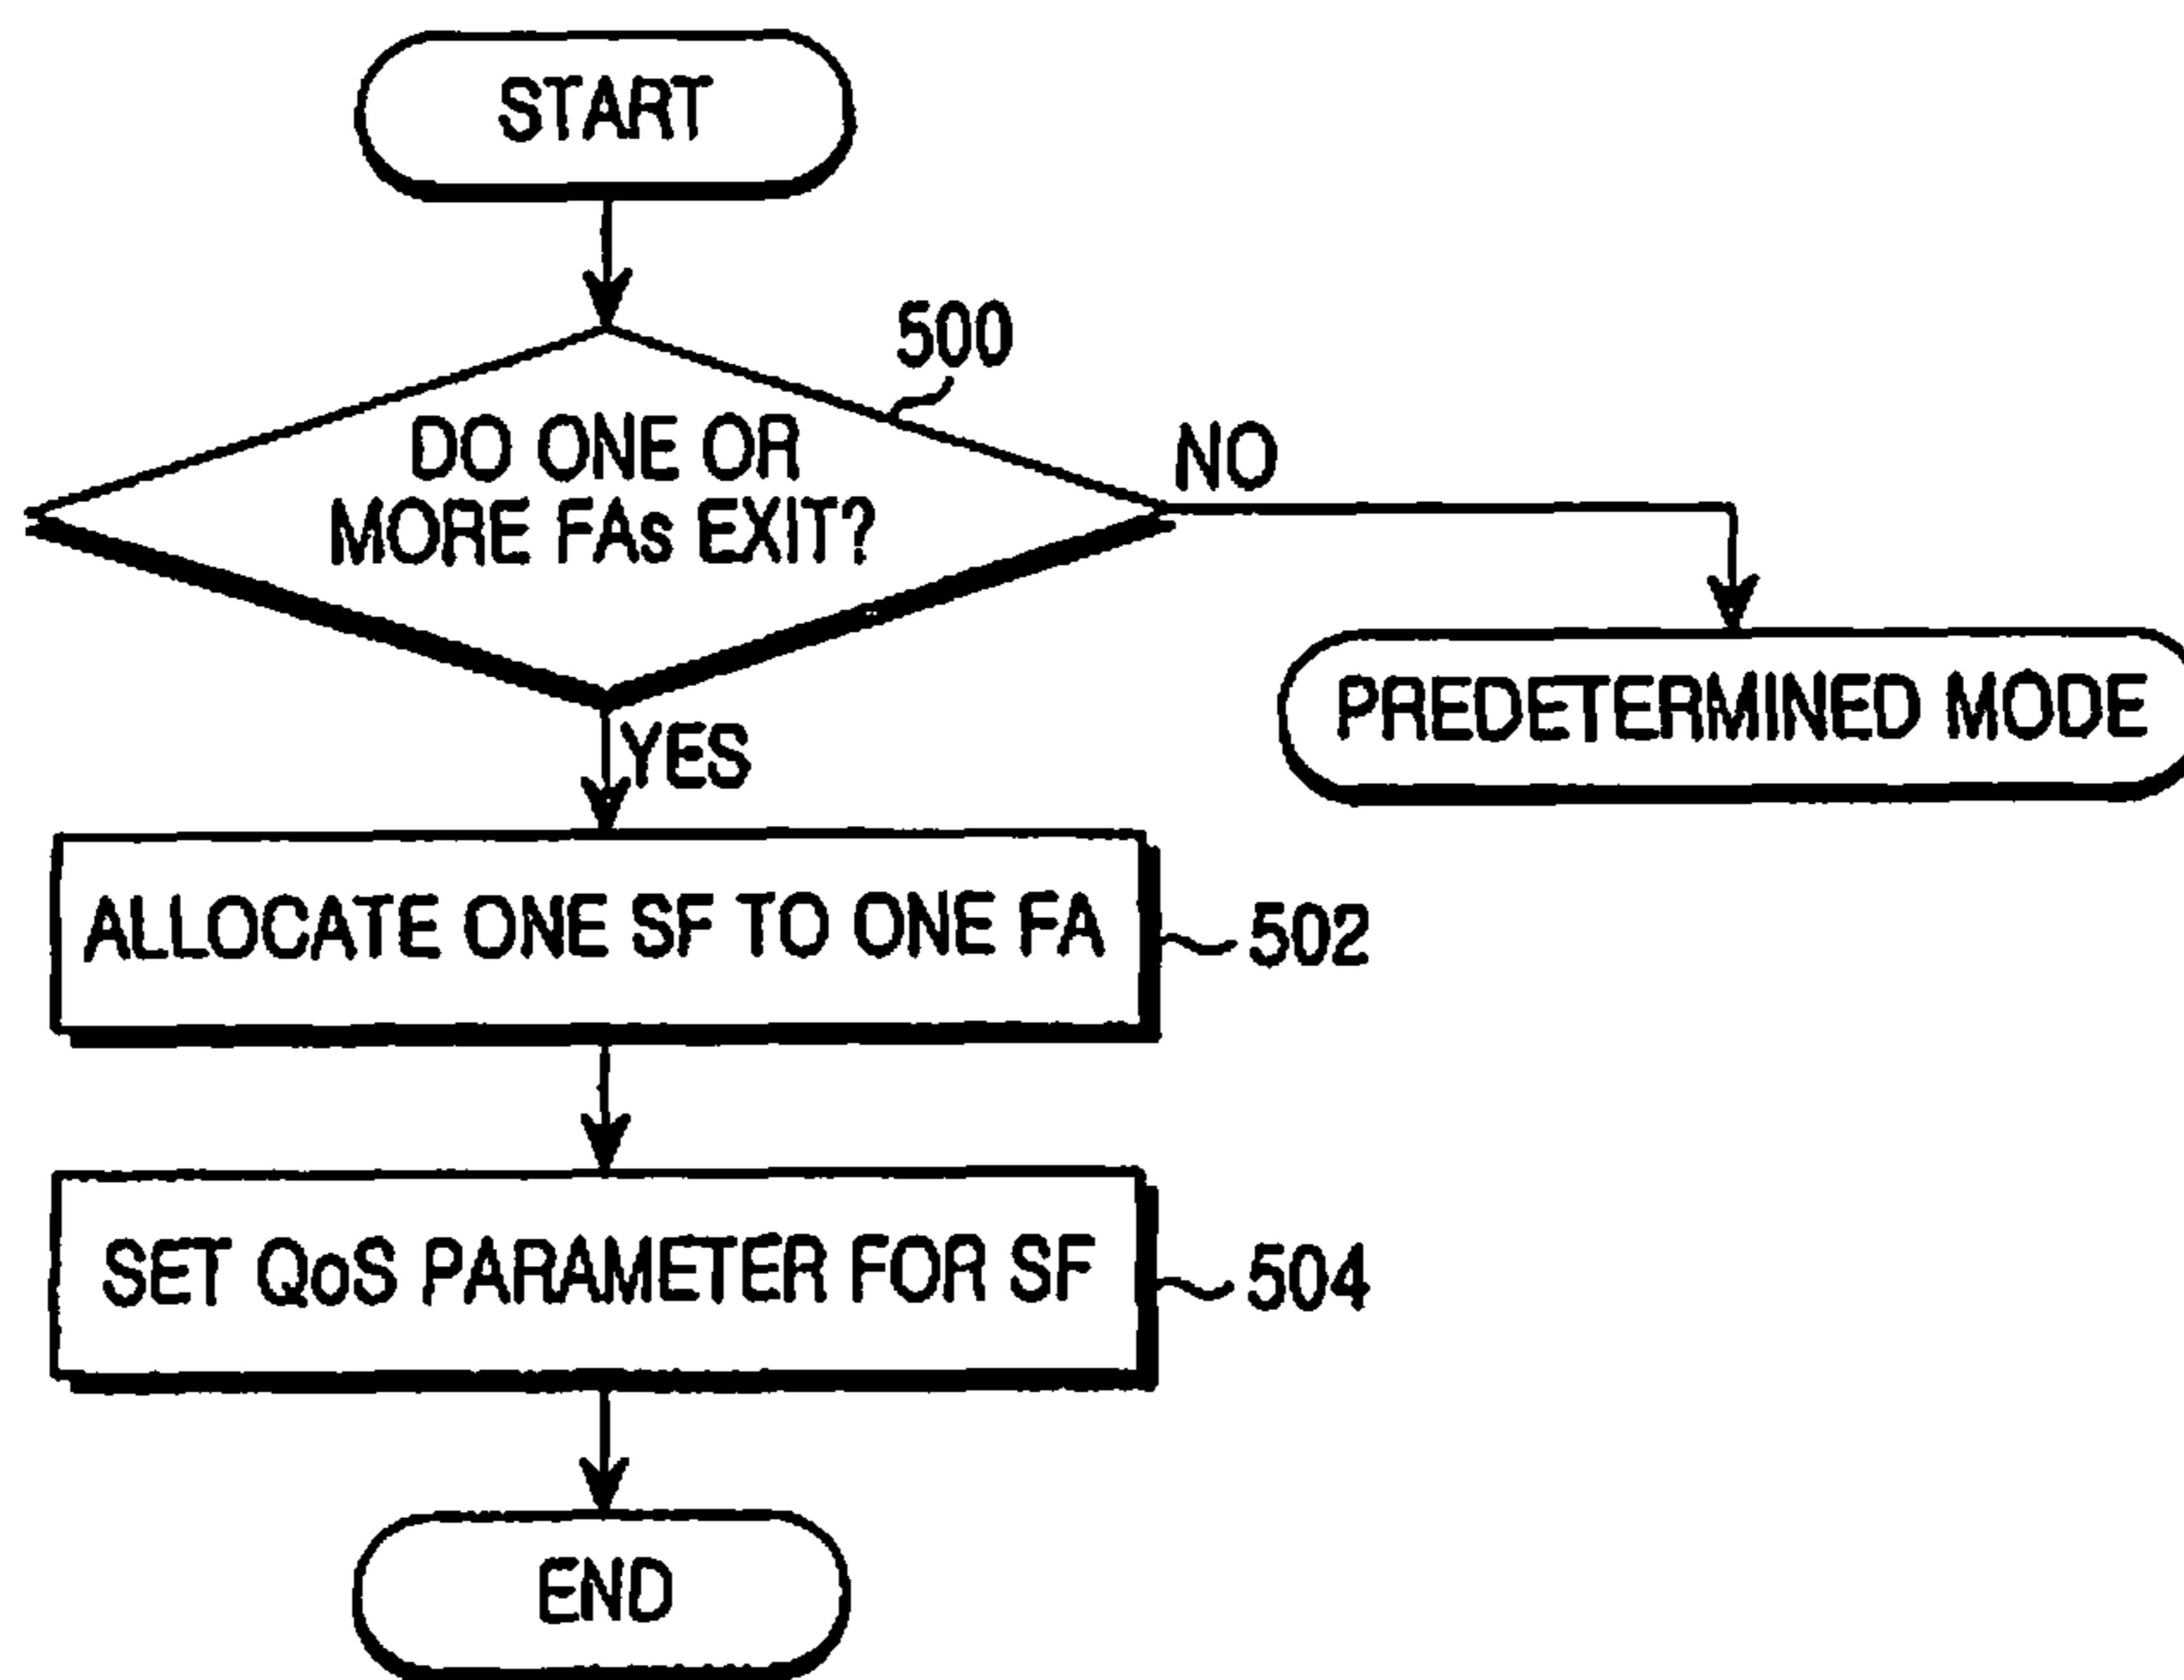 START
500
DO ONE OR
MORE FAs EXIT?
NO
PREDETERMINED MODE
YES
ALLOCATE ONE SF TO ONE FA
502
SET QoS PARAMETER FOR SF
504
END